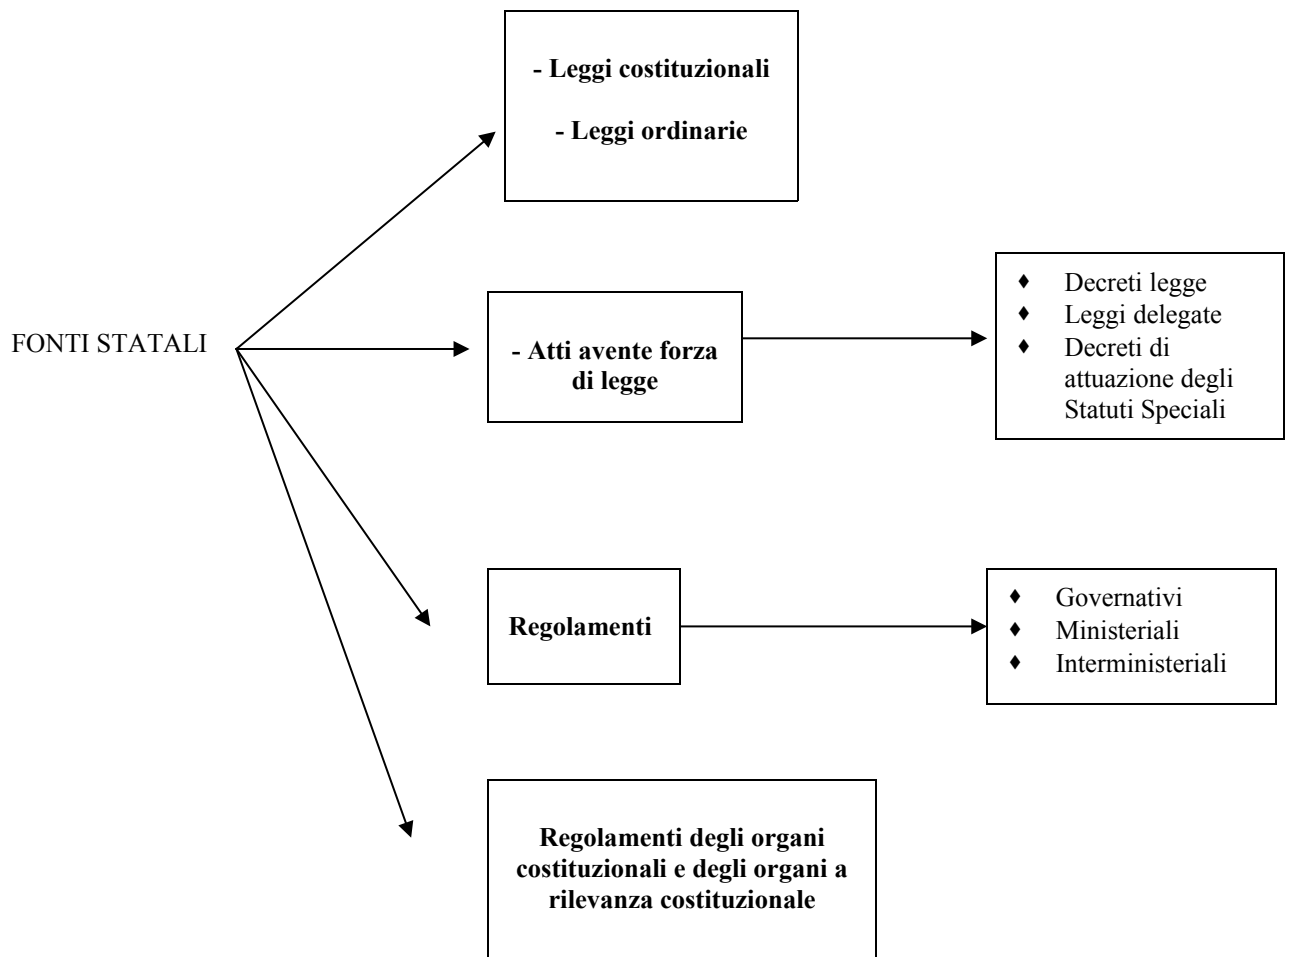 - Leggi costituzionali
- Leggi ordinarie
FONTI STATALI
- Atti avente forza
di legge
♦ Decreti legge
♦ Leggi delegate
♦ Decreti di
attuazione degli
Statuti Speciali
Regolamenti
♦ Governativi
♦ Ministeriali
♦ Interministeriali
Regolamenti degli organi
costituzionali e degli organi a
rilevanza costituzionale